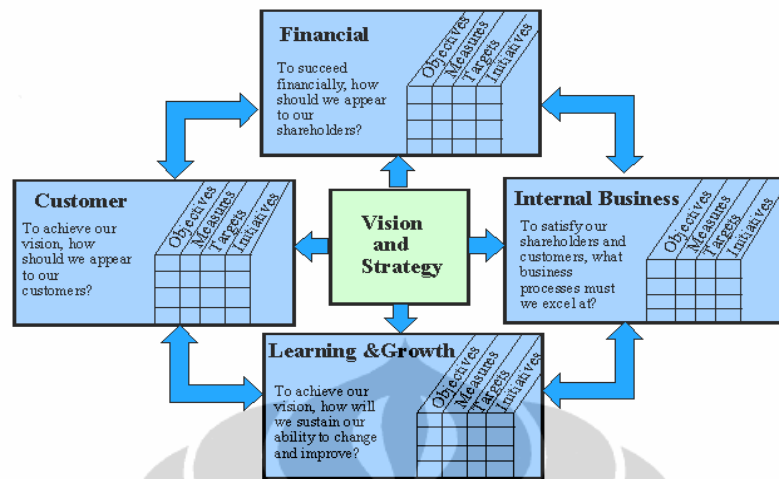 Financial
To succeed
financially, how
should we appear
to our
shareholders?
Objectives
Measures
Targets
Initiatives
Customer
To achieve our
vision, how
should we appear
to our
customers?
Objectives
Measures
Targets
Initiatives
Vision
and
Strategy
Internal Business
To satisfy our
shareholders and
customers, what
business
processes must
we excel at?
Objectives
Measures
Targets
Initiatives
Learning &Growth
To achieve our
vision, how will
we sustain our
ability to change
and improve?
Objectives
Measures
Targets
Initiatives